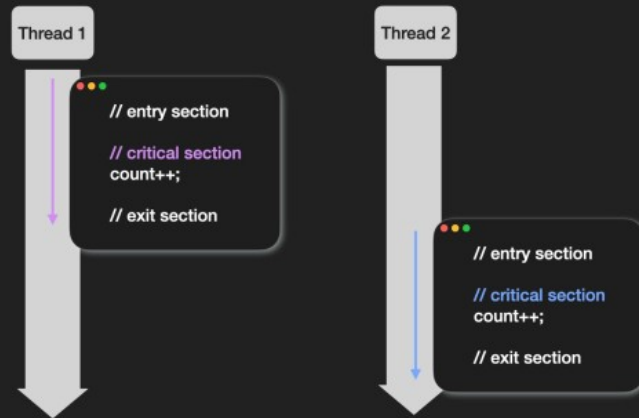 Thread 1
// entry section
// critical section
count++;
// exit section
Thread 2
// entry section
// critical section
count++;
// exit section